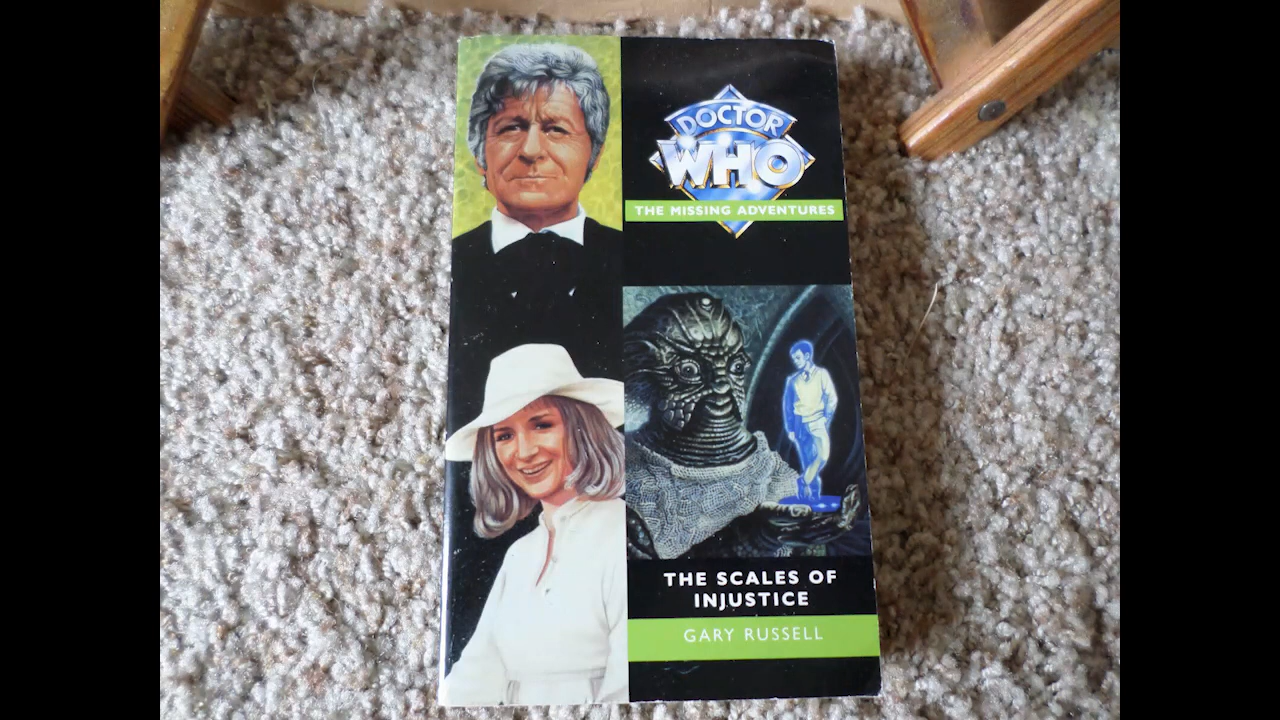 DOCTOR
WHO
THE MISSING ADVENTURES
THE SCALES OF
INJUSTICE
GARY RUSSELL